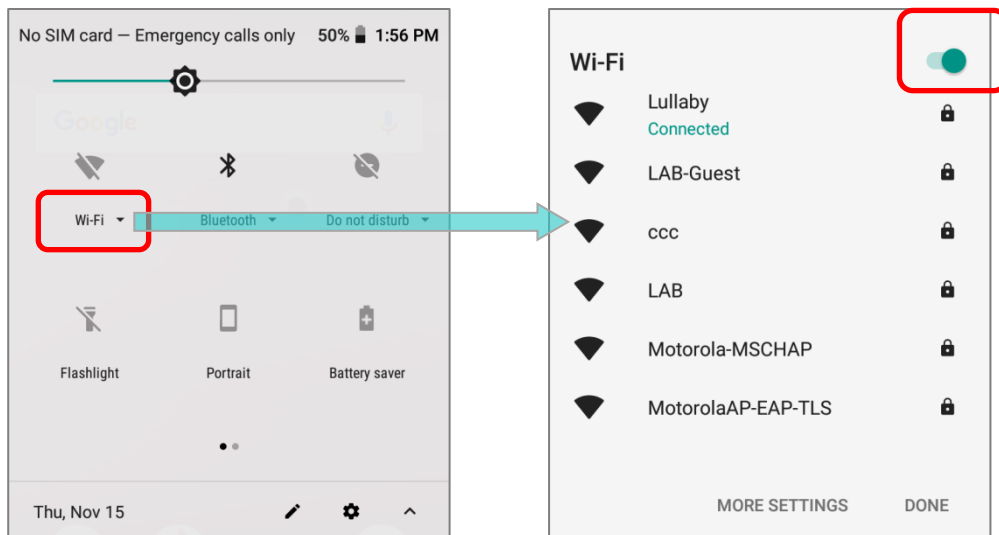 No SIM card – Emergency calls only 50% 1:56 PM
Google
Wi-Fi Bluetooth Do not disturb
Flashlight Portrait Battery saver
Thu, Nov 15
Wi-Fi
Lullaby
Connected
LAB-Guest
ccc
LAB
Motorola-MSCHAP
MotorolaAP-EAP-TLS
MORE SETTINGS DONE